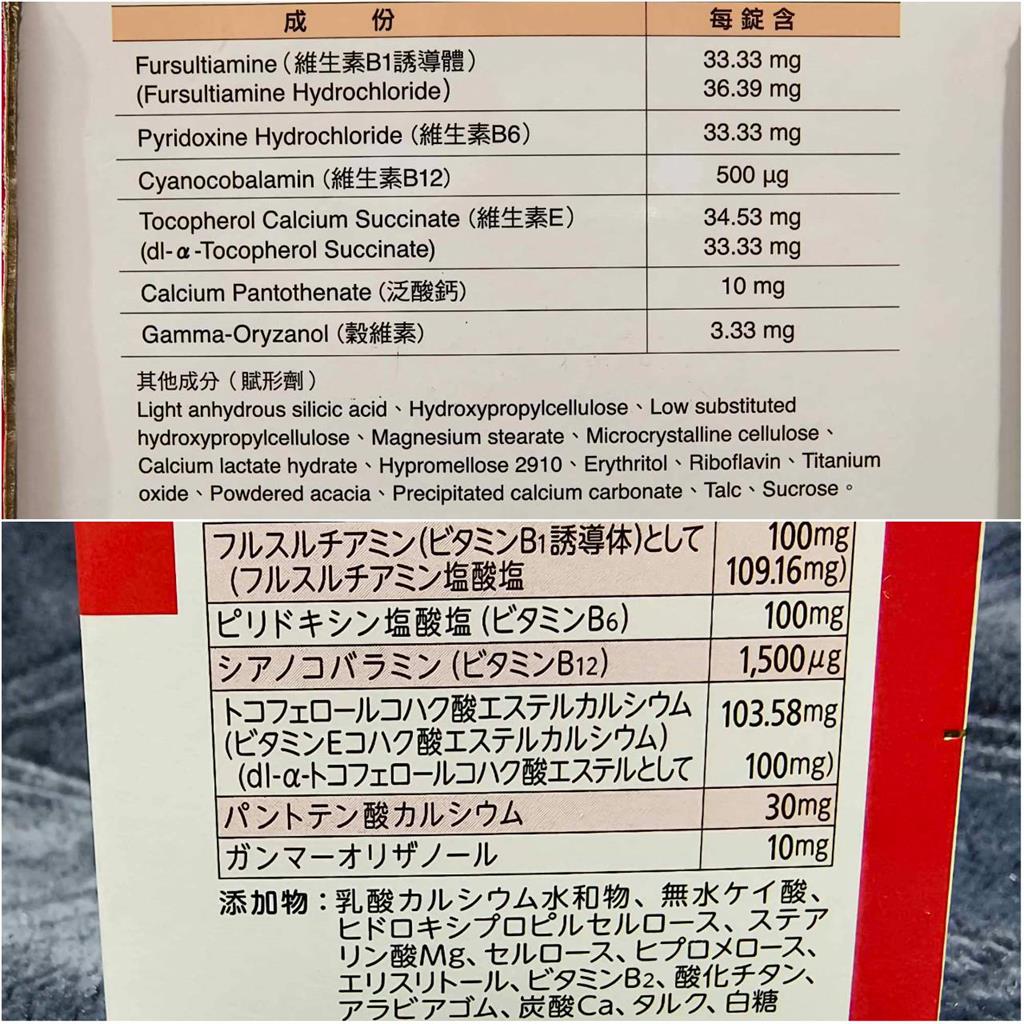 成 份 每錠含
Fursultiamine（維生素B1誘導體） 33.33 mg
(Fursultiamine Hydrochloride) 36.39 mg
Pyridoxine Hydrochloride（維生素B6） 33.33 mg
Cyanocobalamin（維生素B12） 500 μg
Tocopherol Calcium Succinate（維生素E） 34.53 mg
(dl-α-Tocopherol Succinate) 33.33 mg
Calcium Pantothenate（泛酸鈣） 10 mg
Gamma-Oryzanol（穀維素） 3.33 mg
其他成分（賦形劑）
Light anhydrous silicic acid、Hydroxypropylcellulose、Low substituted
hydroxypropylcellulose、Magnesium stearate、Microcrystalline cellulose、
Calcium lactate hydrate、Hypromellose 2910、Erythritol、Riboflavin、Titanium
oxide、Powdered acacia、Precipitated calcium carbonate、Talc、Sucrose。
フルスルチアミン(ビタミンB1誘導体)として 100mg
(フルスルチアミン塩酸塩 109.16mg)
ピリドキシン塩酸塩(ビタミンB6) 100mg
シアノコバラミン(ビタミンB12) 1,500μg
トコフェロールコハク酸エステルカルシウム 103.58mg
(ビタミンEコハク酸エステルカルシウム)
(dl-α-トコフェロールコハク酸エステルとして 100mg)
パントテン酸カルシウム 30mg
ガンマーオリザノール 10mg
添加物：乳酸カルシウム水和物、無水ケイ酸、
ヒドロキシプロピルセルロース、ステア
リン酸Mg、セルロース、ヒプロメロース、
エリスリトール、ビタミンB2、酸化チタン、
アラビアゴム、炭酸Ca、タルク、白糖